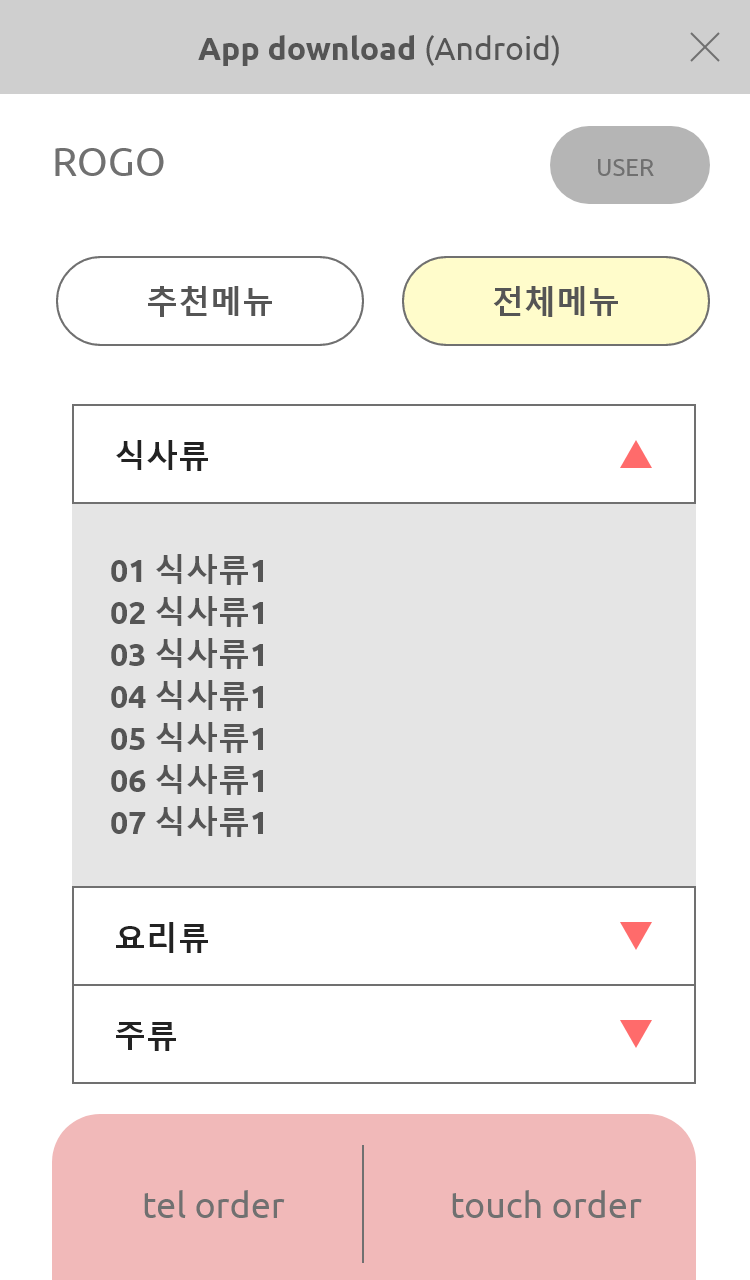 App download (Android)
ROGO
USER
추천메뉴
전체메뉴
식사류
01 식사류1
02 식사류1
03 식사류1
04 식사류1
05 식사류1
06 식사류1
07 식사류1
요리류
주류
tel order
touch order